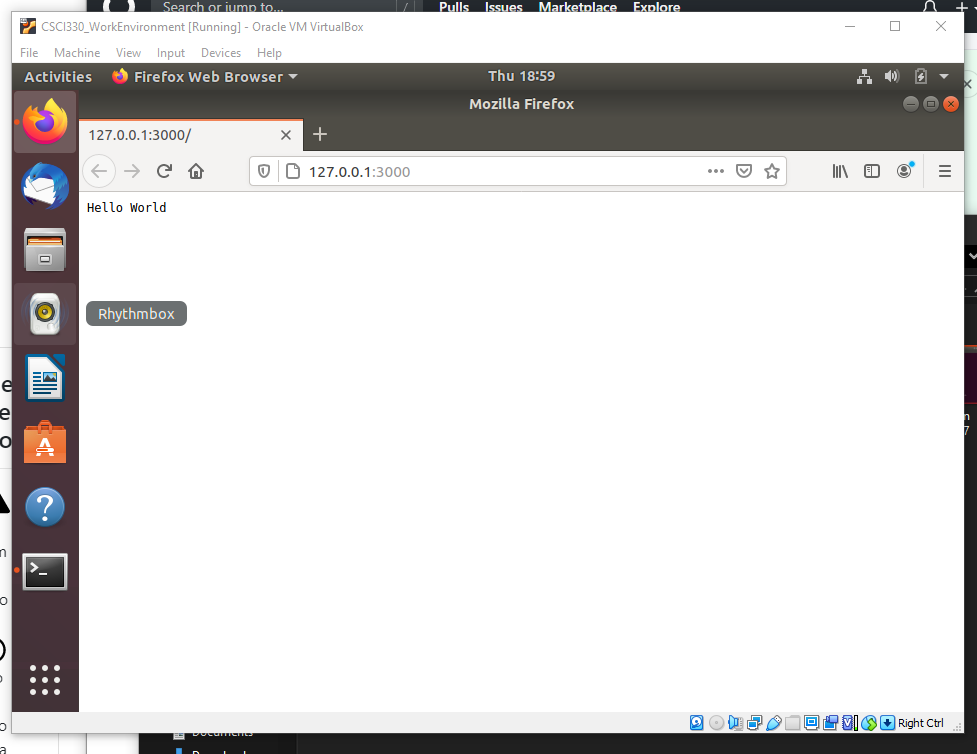 Search or jump to...
/
Pulls Issues Marketplace Explore
CSCI330_WorkEnvironment [Running] - Oracle VM VirtualBox
File Machine View Input Devices Help
Activities Firefox Web Browser Thu 18:59
Mozilla Firefox
127.0.0.1:3000/
127.0.0.1:3000
Hello World
Rhythmbox
Right Ctrl
Documents